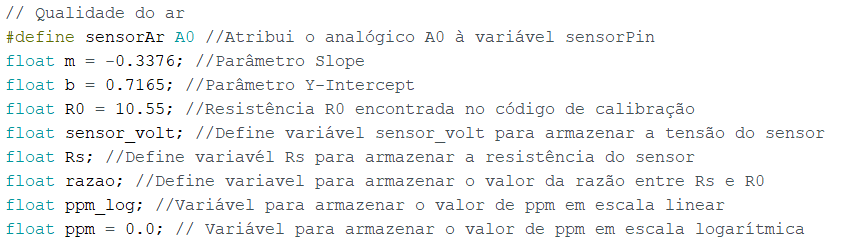 // Qualidade do ar
#define sensorAr A0 //Atribui o analógico A0 à variável sensorPin
float m = -0.3376; //Parâmetro Slope
float b = 0.7165; //Parâmetro Y-Intercept
float R0 = 10.55; //Resistência R0 encontrada no código de calibração
float sensor_volt; //Define variável sensor_volt para armazenar a tensão do sensor
float Rs; //Define variavél Rs para armazenar a resistência do sensor
float razao; //Define variavel para armazenar o valor da razão entre Rs e R0
float ppm_log; //Variável para armazenar o valor de ppm em escala linear
float ppm = 0.0; // Variável para armazenar o valor de ppm em escala logarítmica